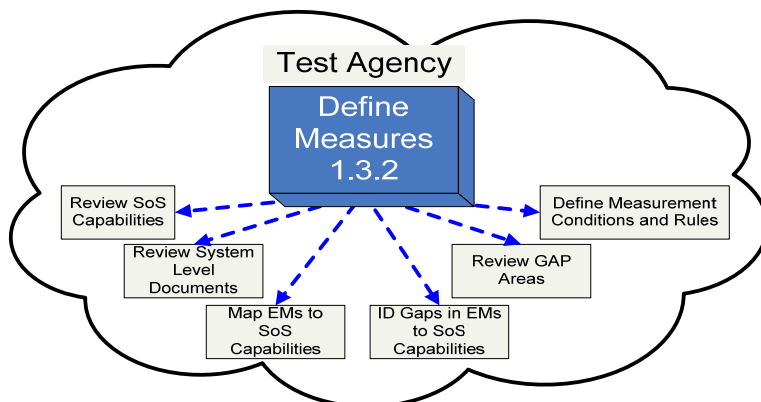 Test Agency
Define
Measures
1.3.2
Review SoS
Capabilities
Define Measurement
Conditions and Rules
Review System
Level
Documents
Review GAP
Areas
Map EMs to
SoS
Capabilities
ID Gaps in EMs
to SoS
Capabilities